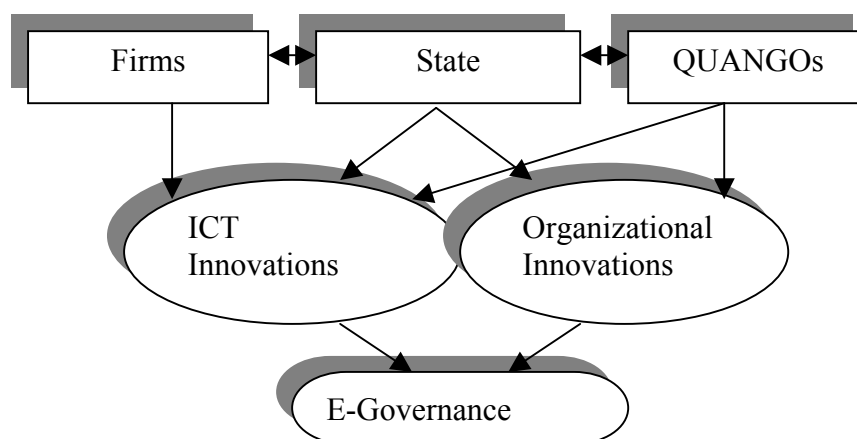 Firms
State
QUANGOs
ICT
Innovations
Organizational
Innovations
E-Governance